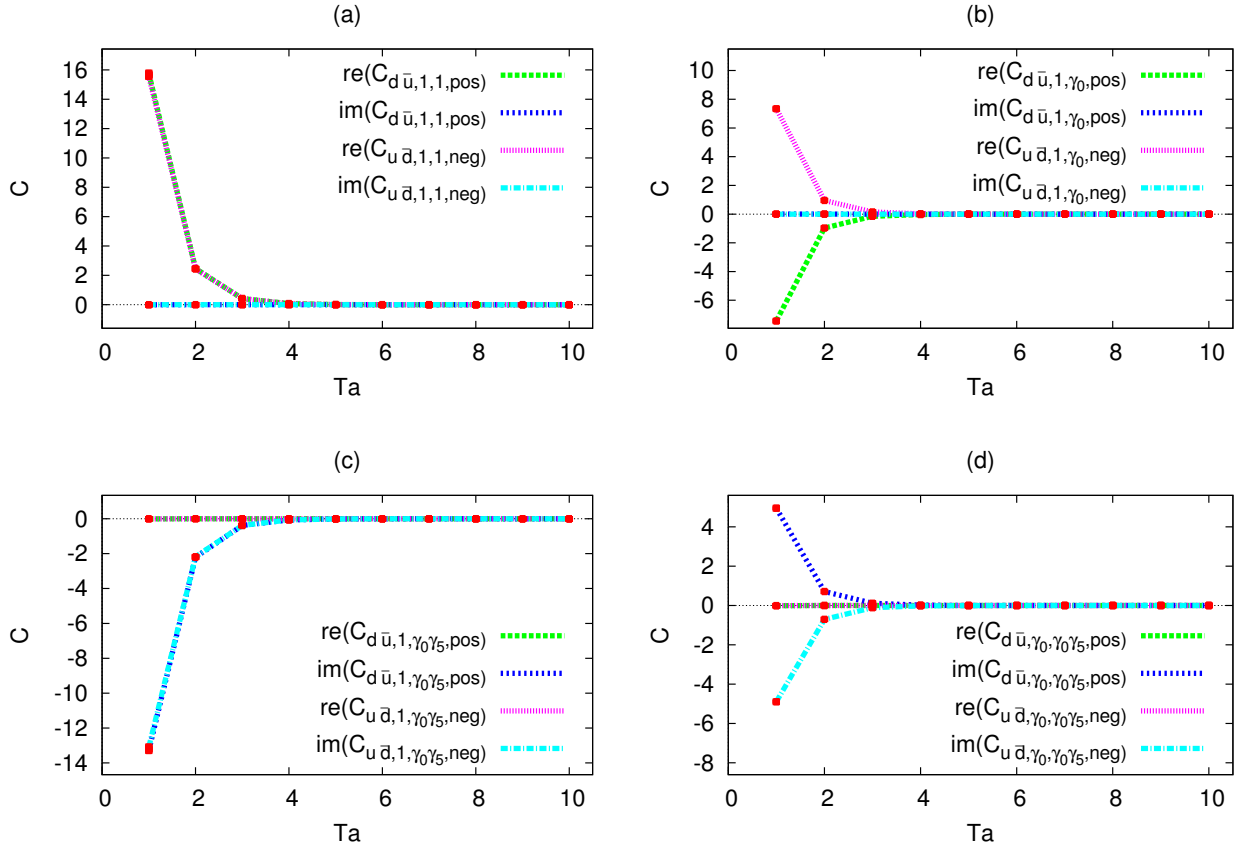 (a)
16
14
12
10
8
6
4
2
0
C
0 2 4 6 8 10
Ta
re(C_{d ū,1,1,pos})
im(C_{d ū,1,1,pos})
re(C_{u d̄,1,1,neg})
im(C_{u d̄,1,1,neg})
(b)
10
8
6
4
2
0
-2
-4
-6
C
0 2 4 6 8 10
Ta
re(C_{d ū,1,γ₀,pos})
im(C_{d ū,1,γ₀,pos})
re(C_{u d̄,1,γ₀,neg})
im(C_{u d̄,1,γ₀,neg})
(c)
0
-2
-4
-6
-8
-10
-12
-14
C
0 2 4 6 8 10
Ta
re(C_{d ū,1,γ₀γ₅,pos})
im(C_{d ū,1,γ₀γ₅,pos})
re(C_{u d̄,1,γ₀γ₅,neg})
im(C_{u d̄,1,γ₀γ₅,neg})
(d)
4
2
0
-2
-4
-6
-8
C
0 2 4 6 8 10
Ta
re(C_{d ū,γ₀,γ₀γ₅,pos})
im(C_{d ū,γ₀,γ₀γ₅,pos})
re(C_{u d̄,γ₀,γ₀γ₅,neg})
im(C_{u d̄,γ₀,γ₀γ₅,neg})